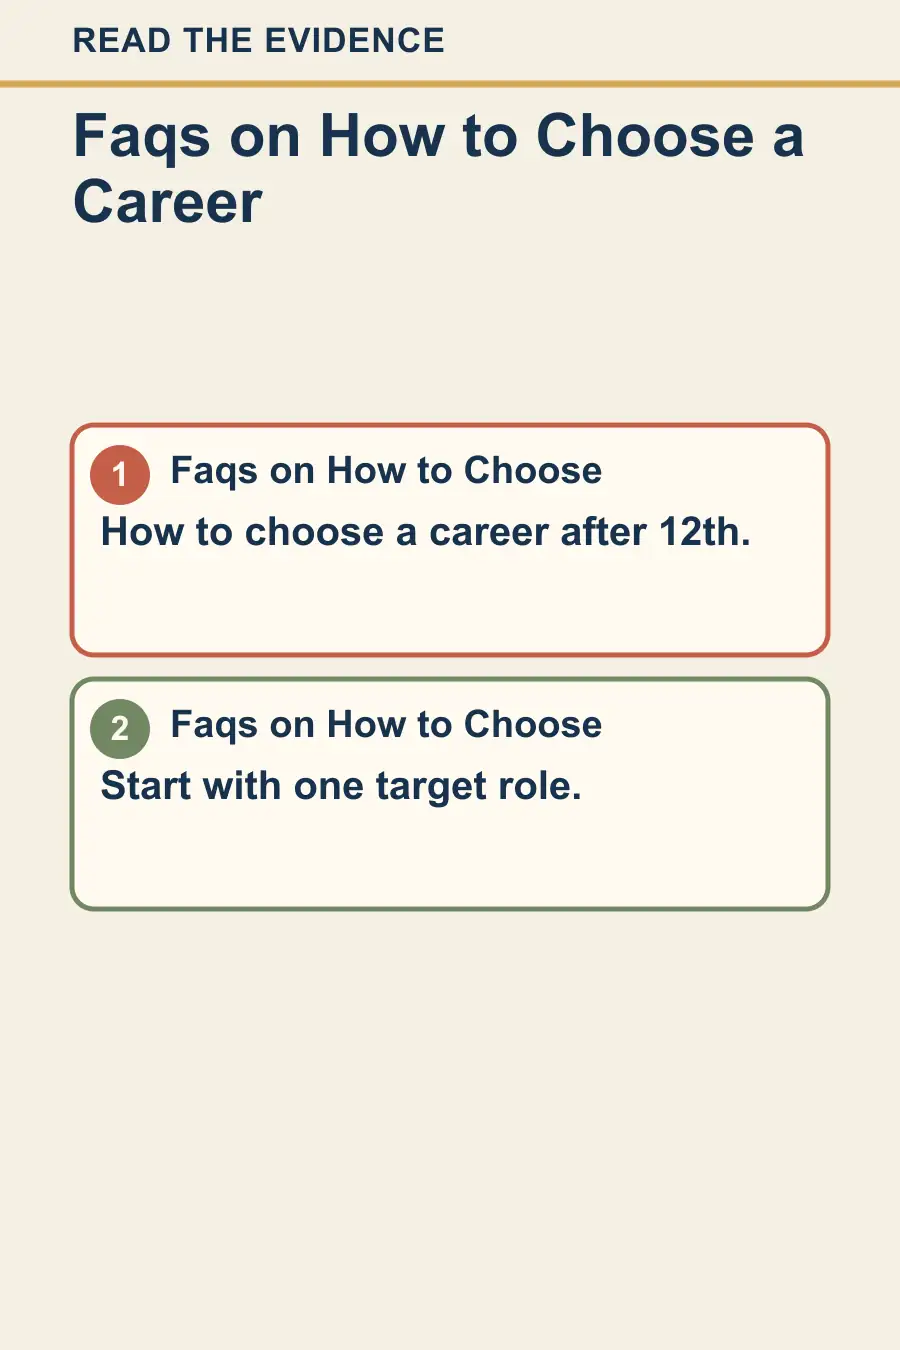 READ THE EVIDENCE
Faqs on How to Choose a
Career
1
Faqs on How to Choose
How to choose a career after 12th.
2
Faqs on How to Choose
Start with one target role.